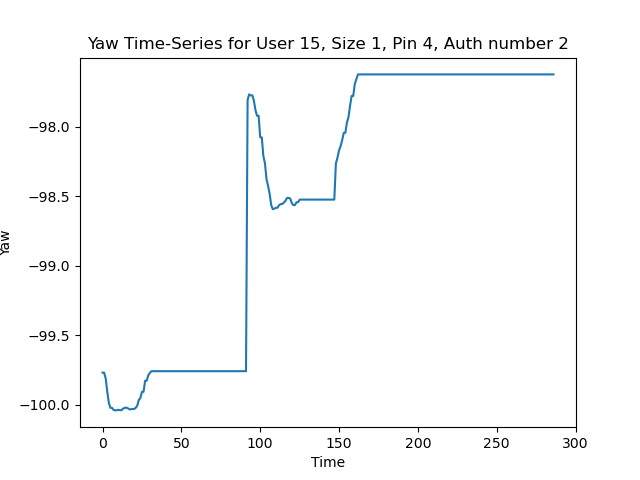 Yaw Time-Series for User 15, Size 1, Pin 4, Auth number 2
−98.0
−98.5
−99.0
Yaw
−99.5
−100.0
0 50 100 150 200 250 300
Time